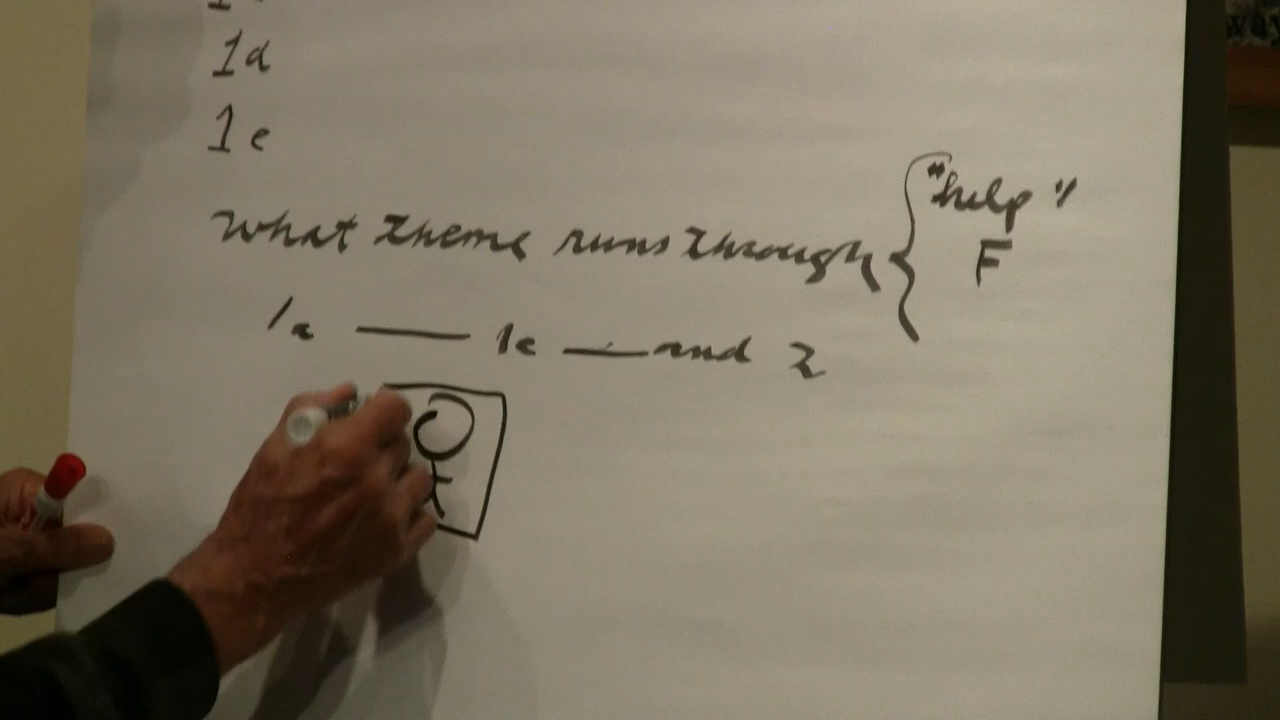 1d
1e
What theme runs through { "help"
F
1a — 1e — and 2